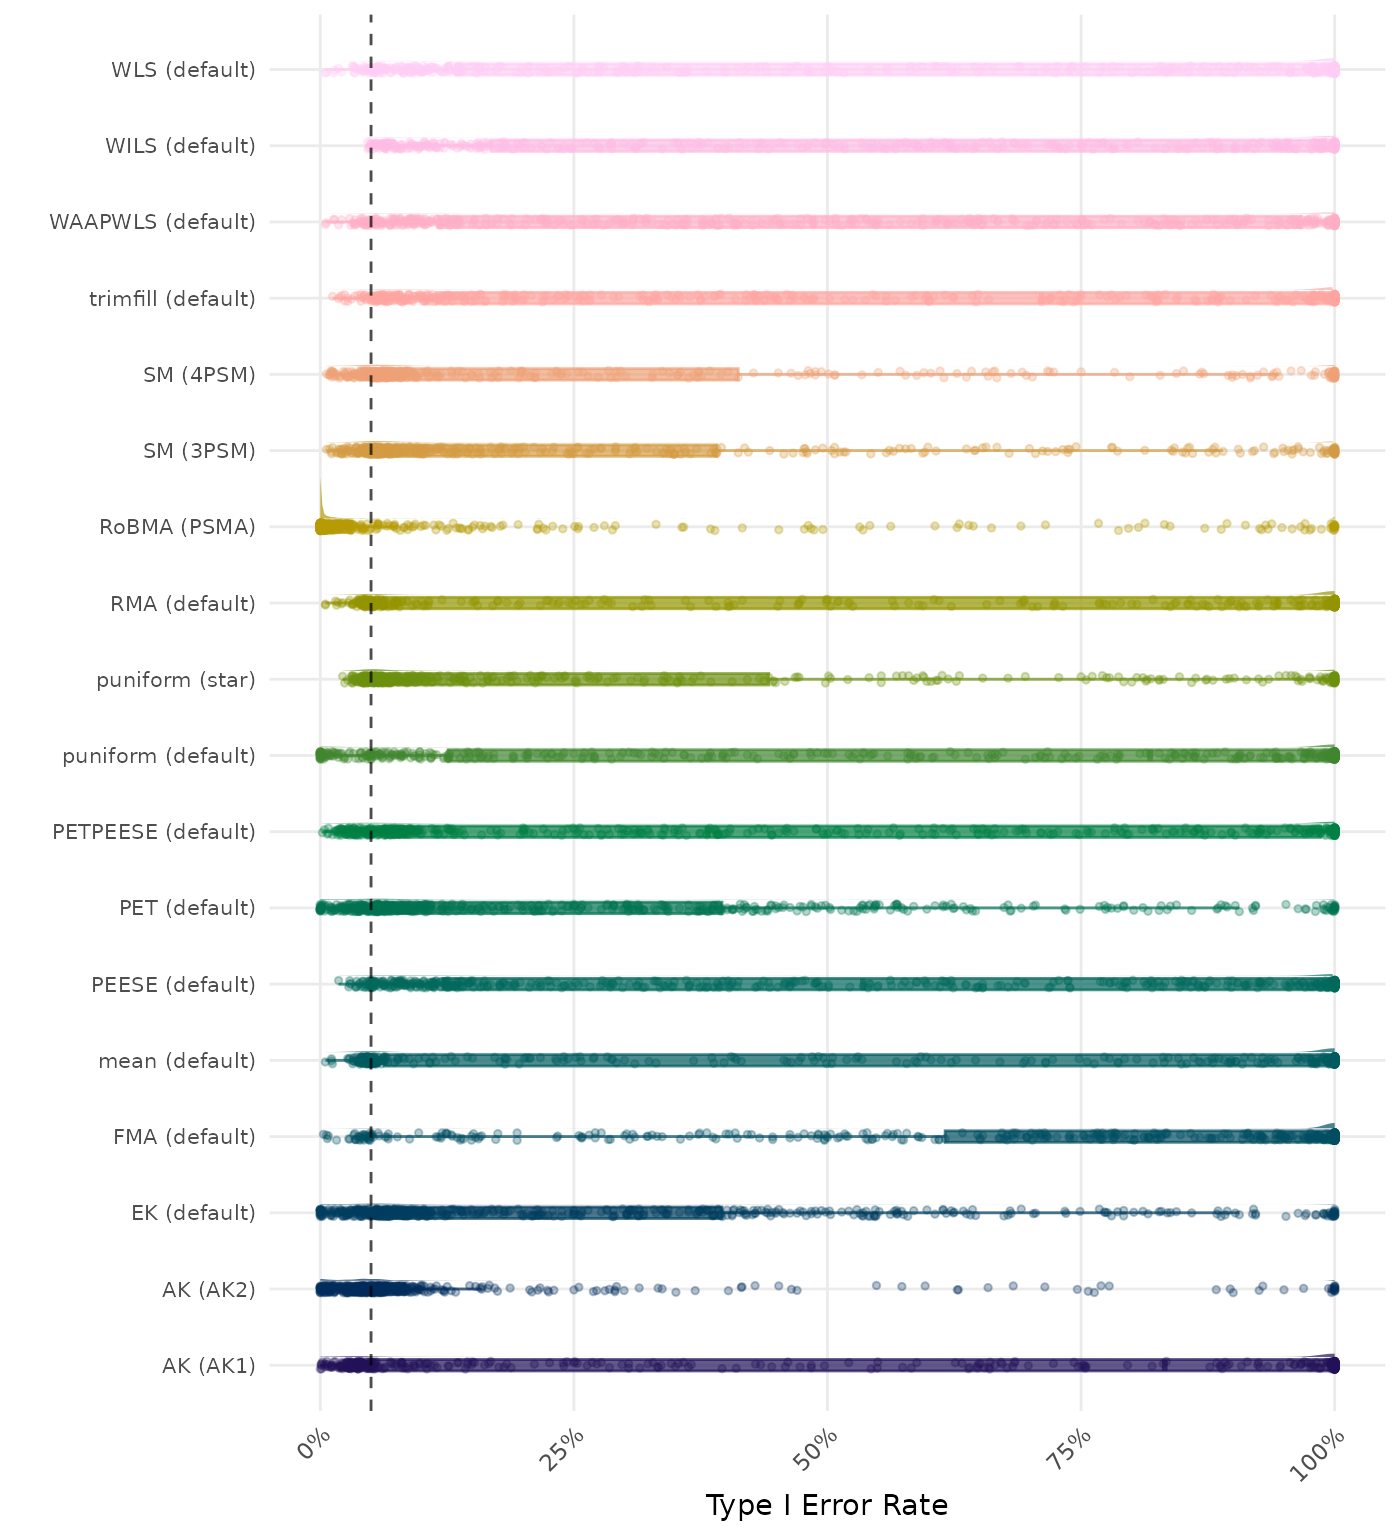 WLS (default)
WILS (default)
WAAPWLS (default)
trimfill (default)
SM (4PSM)
SM (3PSM)
RoBMA (PSMA)
RMA (default)
puniform (star)
puniform (default)
PETPEESE (default)
PET (default)
PEESE (default)
mean (default)
FMA (default)
EK (default)
AK (AK2)
AK (AK1)
0%
25%
50%
75%
100%
Type I Error Rate